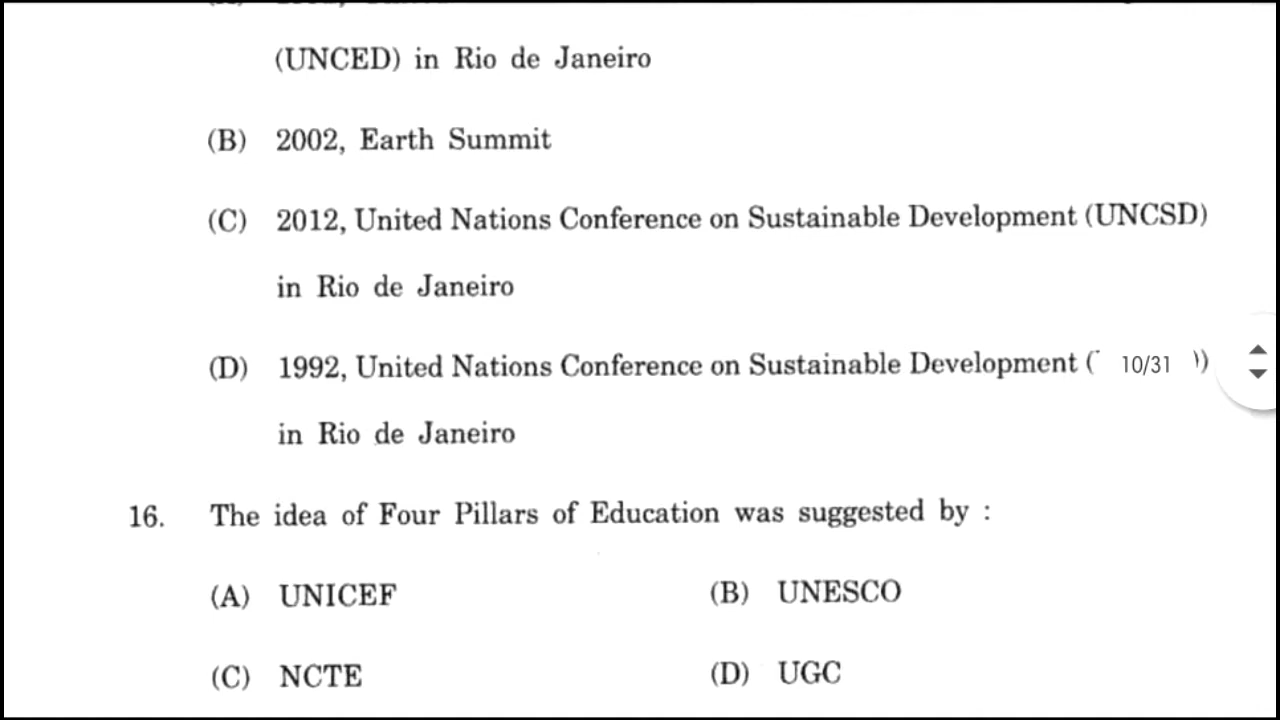 (UNCED) in Rio de Janeiro
(B) 2002, Earth Summit
(C) 2012, United Nations Conference on Sustainable Development (UNCSD)
in Rio de Janeiro
(D) 1992, United Nations Conference on Sustainable Development ( 10/31 )
in Rio de Janeiro
16. The idea of Four Pillars of Education was suggested by :
(A) UNICEF (B) UNESCO
(C) NCTE (D) UGC